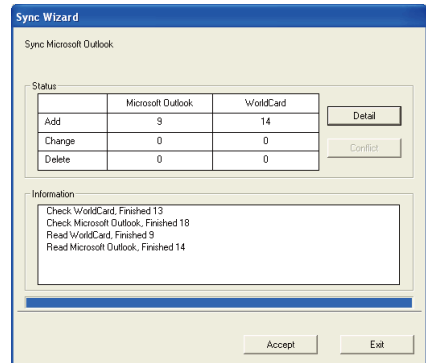 Sync Wizard
Sync Microsoft Outlook
Status
Microsoft Outlook WorldCard
Add 9 14
Change 0 0
Delete 0 0
Detail
Conflict
Information
Check WorldCard, Finished 13
Check Microsoft Outlook, Finished 18
Read WorldCard, Finished 9
Read Microsoft Outlook, Finished 14
Accept Exit